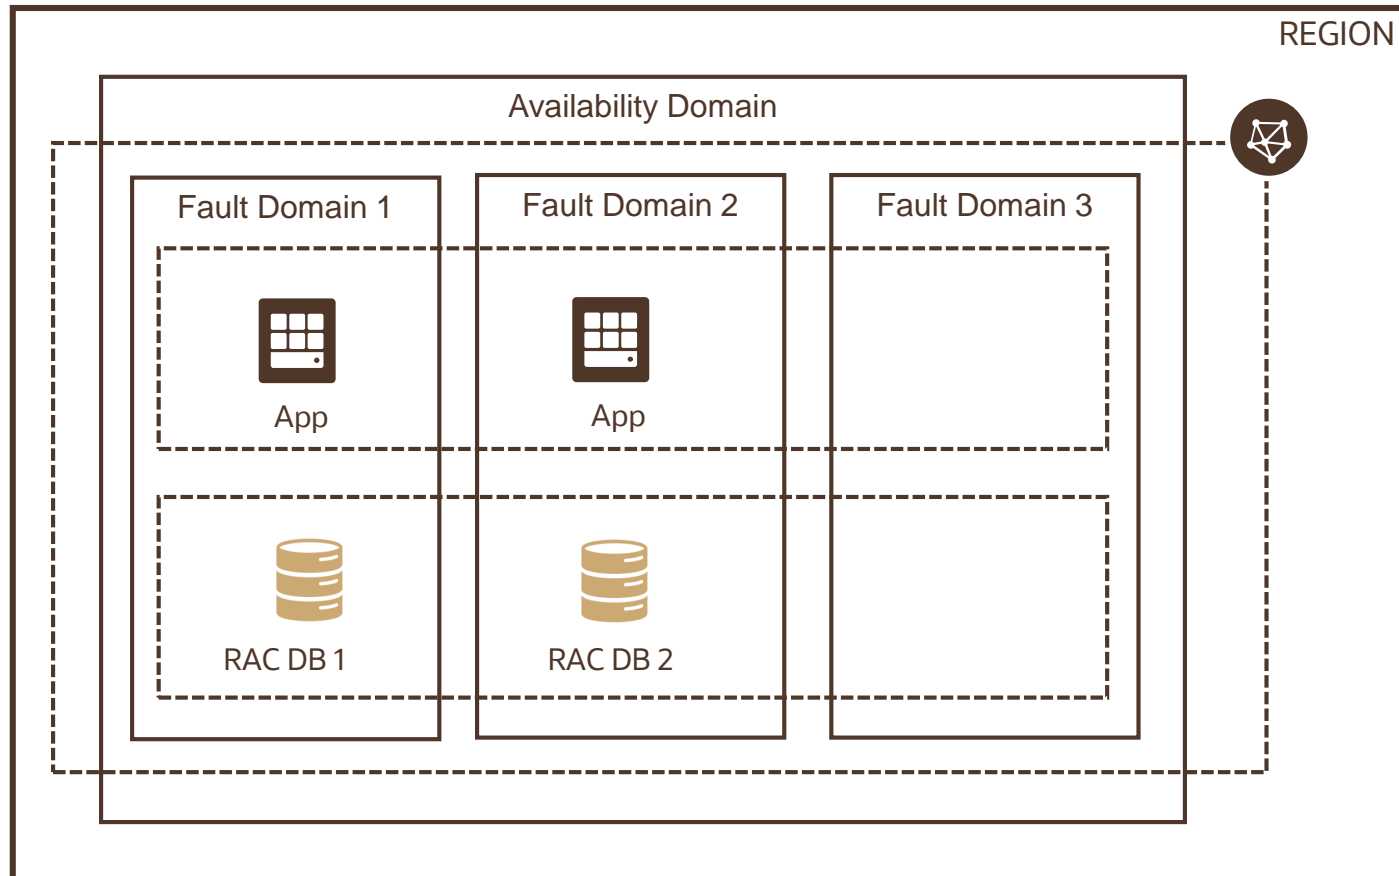 REGION
Availability Domain
Fault Domain 1
Fault Domain 2
Fault Domain 3
App
App
RAC DB 1
RAC DB 2